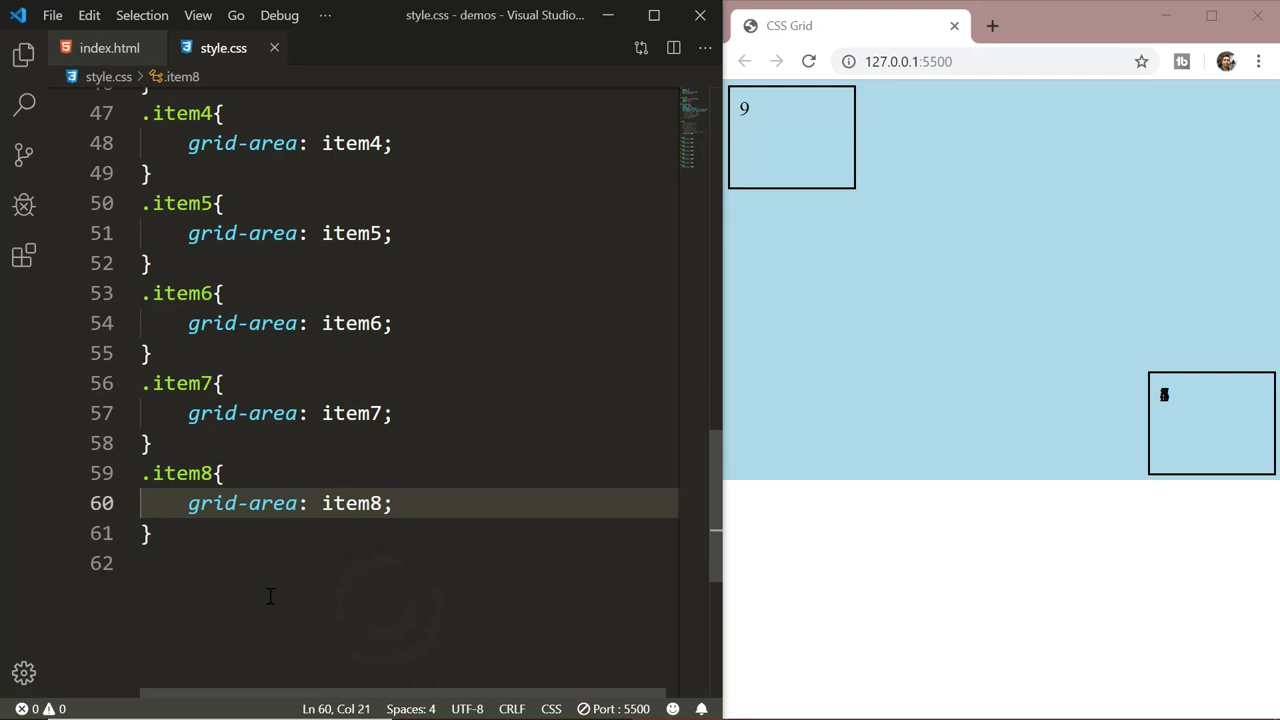 Edit Selection View Go Debug ··· style.css - demos - Visual Studio...
index.html style.css
style.css > .item8
47 .item4{
48 grid-area: item4;
49 }
50 .item5{
51 grid-area: item5;
52 }
53 .item6{
54 grid-area: item6;
55 }
56 .item7{
57 grid-area: item7;
58 }
59 .item8{
60 grid-area: item8;
61 }
62
0 0 Ln 60, Col 21 Spaces: 4 UTF-8 CRLF CSS Port : 5500
CSS Grid
127.0.0.1:5500
9